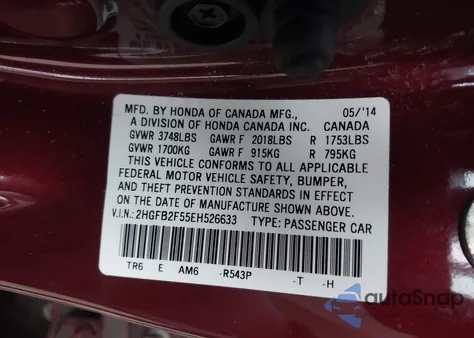 MFD. BY HONDA OF CANADA MFG., 05/'14
A DIVISION OF HONDA CANADA INC. CANADA
GVWR 3748LBS GAWR F 2018LBS R 1753LBS
GVWR 1700KG GAWR F 915KG R 795KG
THIS VEHICLE CONFORMS TO ALL APPLICABLE
FEDERAL MOTOR VEHICLE SAFETY, BUMPER,
AND THEFT PREVENTION STANDARDS IN EFFECT
ON THE DATE OF MANUFACTURE SHOWN ABOVE.
V.I.N.: 2HGFB2F55EH526633 TYPE: PASSENGER CAR
TR6 E AM6 -R543P -T -H
autoSnap